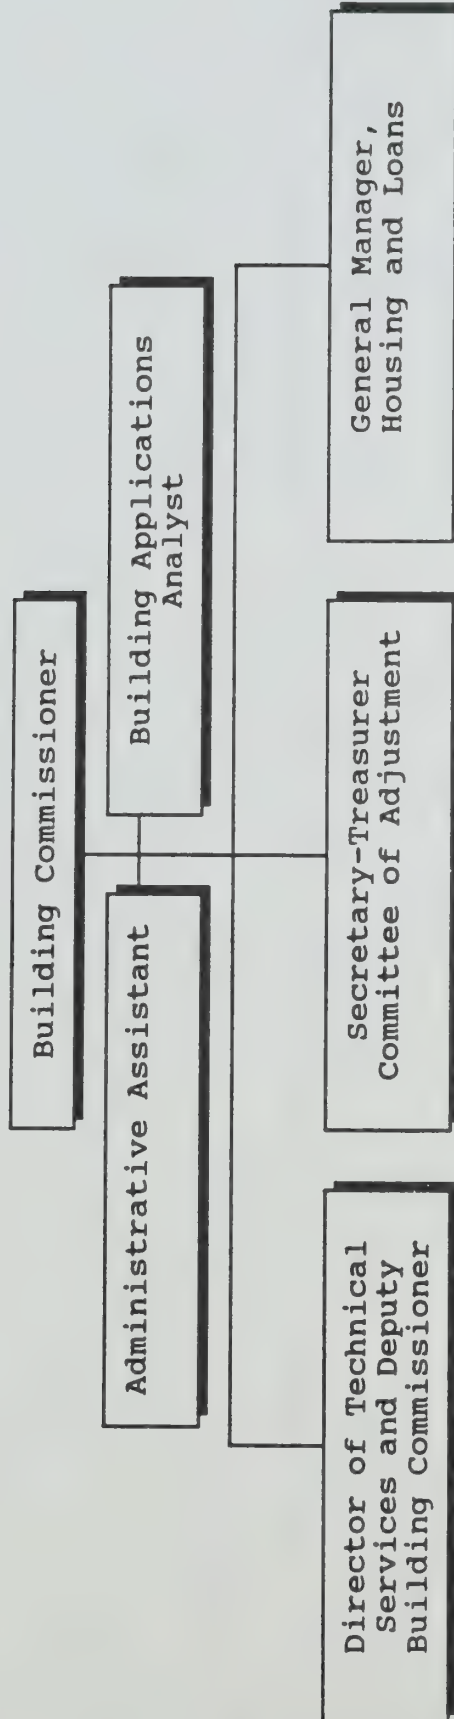 Building Commissioner
Administrative Assistant
Building Applications
Analyst
Director of Technical
Services and Deputy
Building Commissioner
Secretary-Treasurer
Committee of Adjustment
General Manager,
Housing and Loans